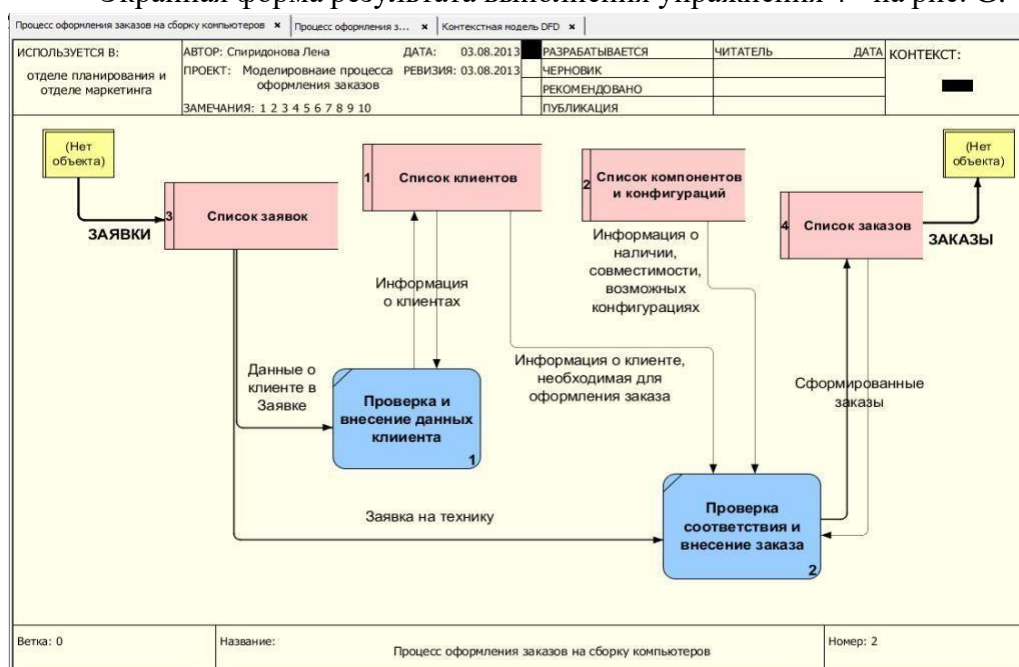 Экранная форма результата выполнения упражнения 4 - на рис. G.
Процесс оформления заказов на сборку компьютеров
Процесс оформления з...
Контекстная модель DFD
ИСПОЛЬЗУЕТСЯ В:
отделе планирования и
отделе маркетинга
АВТОР: Спиридонова Лена
ДАТА: 03.08.2013
ПРОЕКТ: Моделировнаие процесса
оформления заказов
РЕВИЗИЯ: 03.08.2013
ЗАМЕЧАНИЯ: 1 2 3 4 5 6 7 8 9 10
РАЗРАБАТЫВАЕТСЯ
ЧЕРНОВИК
РЕКОМЕНДОВАНО
ПУБЛИКАЦИЯ
ЧИТАТЕЛЬ
ДАТА
КОНТЕКСТ:
(Нет
объекта)
ЗАЯВКИ
3
Список заявок
1
Список клиентов
2
Список компонентов
и конфигураций
4
Список заказов
(Нет
объекта)
ЗАКАЗЫ
Информация
о клиентах
Информация о
наличии,
совместимости,
возможных
конфигурациях
Данные о
клиенте в
Заявке
Информация о клиенте,
необходимая для
оформления заказа
Сформированные
заказы
Проверка и
внесение данных
клииента
1
Заявка на технику
Проверка
соответствия и
внесение заказа
2
Ветка: 0
Название:
Процесс оформления заказов на сборку компьютеров
Номер: 2